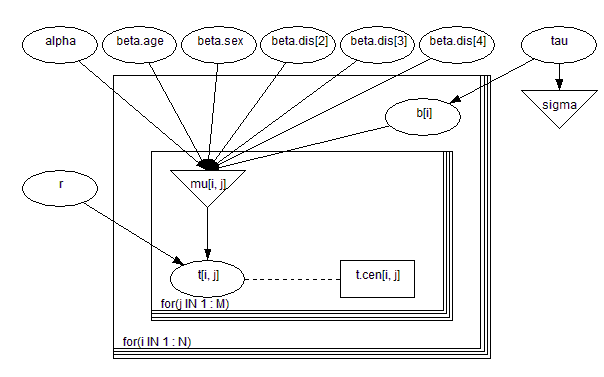 alpha
beta.age
beta.sex
beta.dis[2]
beta.dis[3]
beta.dis[4]
tau
sigma
b[i]
mu[i, j]
r
t[i, j]
t.cen[i, j]
for(j IN 1 : M)
for(i IN 1 : N)